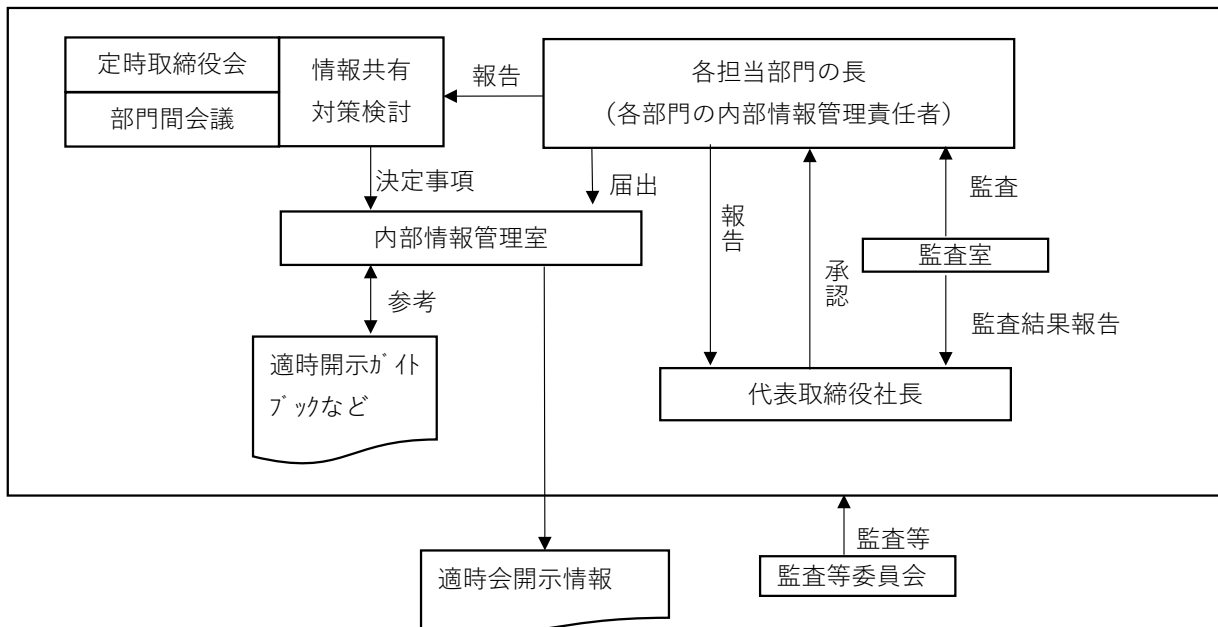 定時取締役会
部門間会議
情報共有
対策検討
報告
各担当部門の長
（各部門の内部情報管理責任者）
決定事項
届出
報告
承認
監査
内部情報管理室
監査室
参考
監査結果報告
適時開示ｶﾞｲﾄ
ﾌﾞｯｸなど
代表取締役社長
監査等
適時会開示情報
監査等委員会